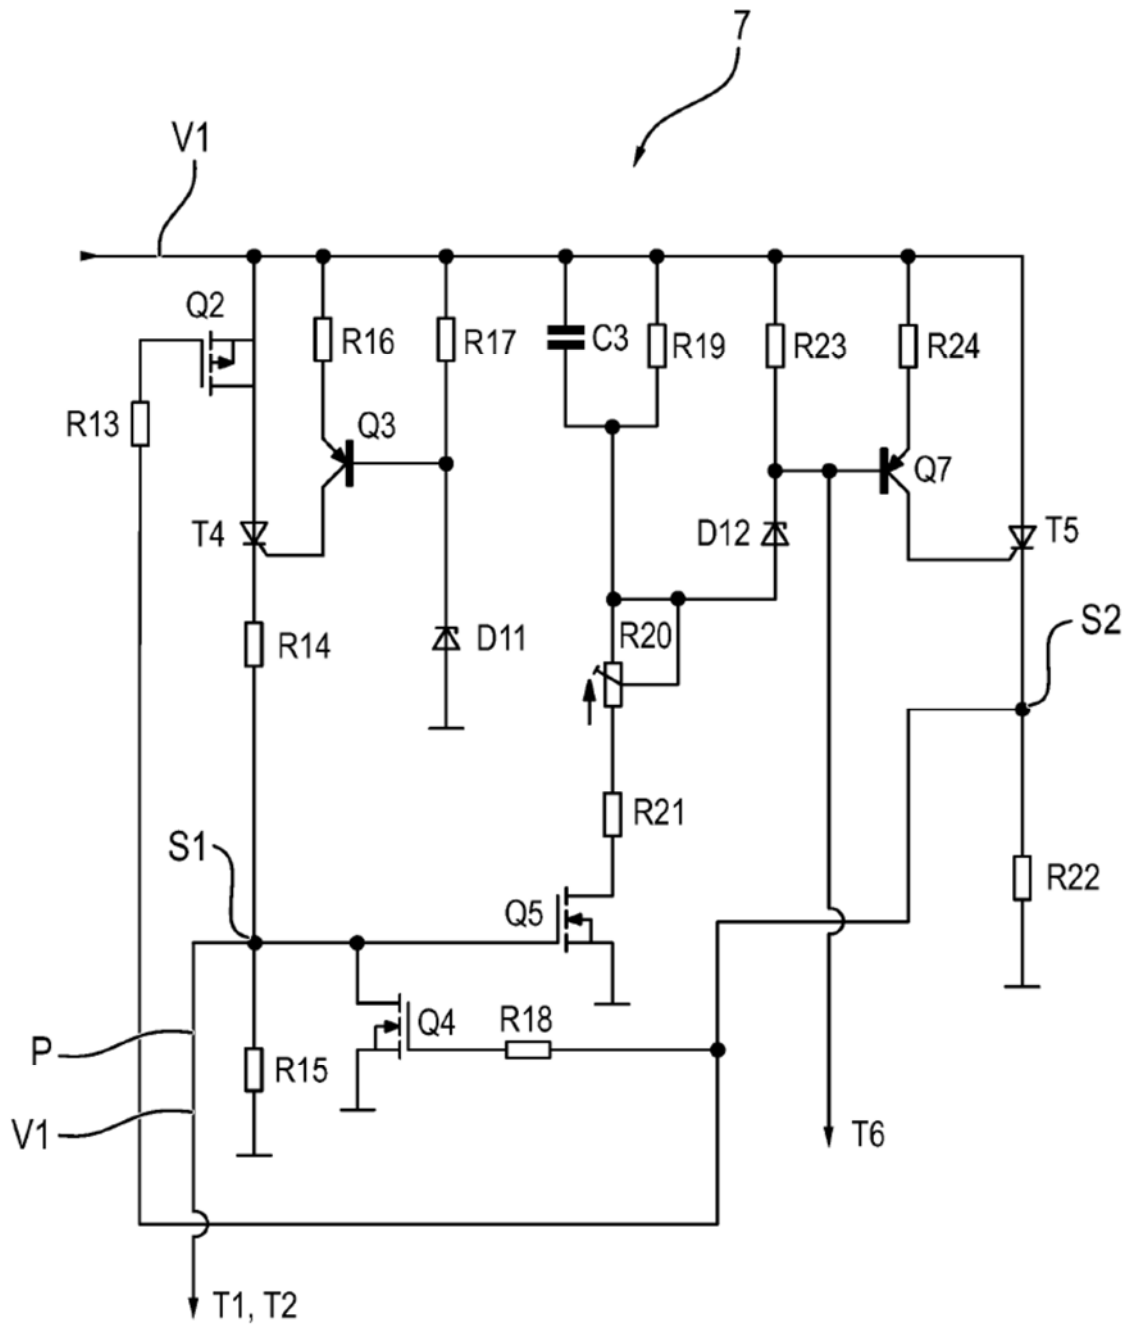 7
V1
Q2
R16
R17
C3
R19
R23
R24
R13
Q3
Q7
T4
D12
T5
R14
D11
R20
S2
R21
S1
R22
Q5
Q4
R18
P
R15
V1
T6
T1, T2